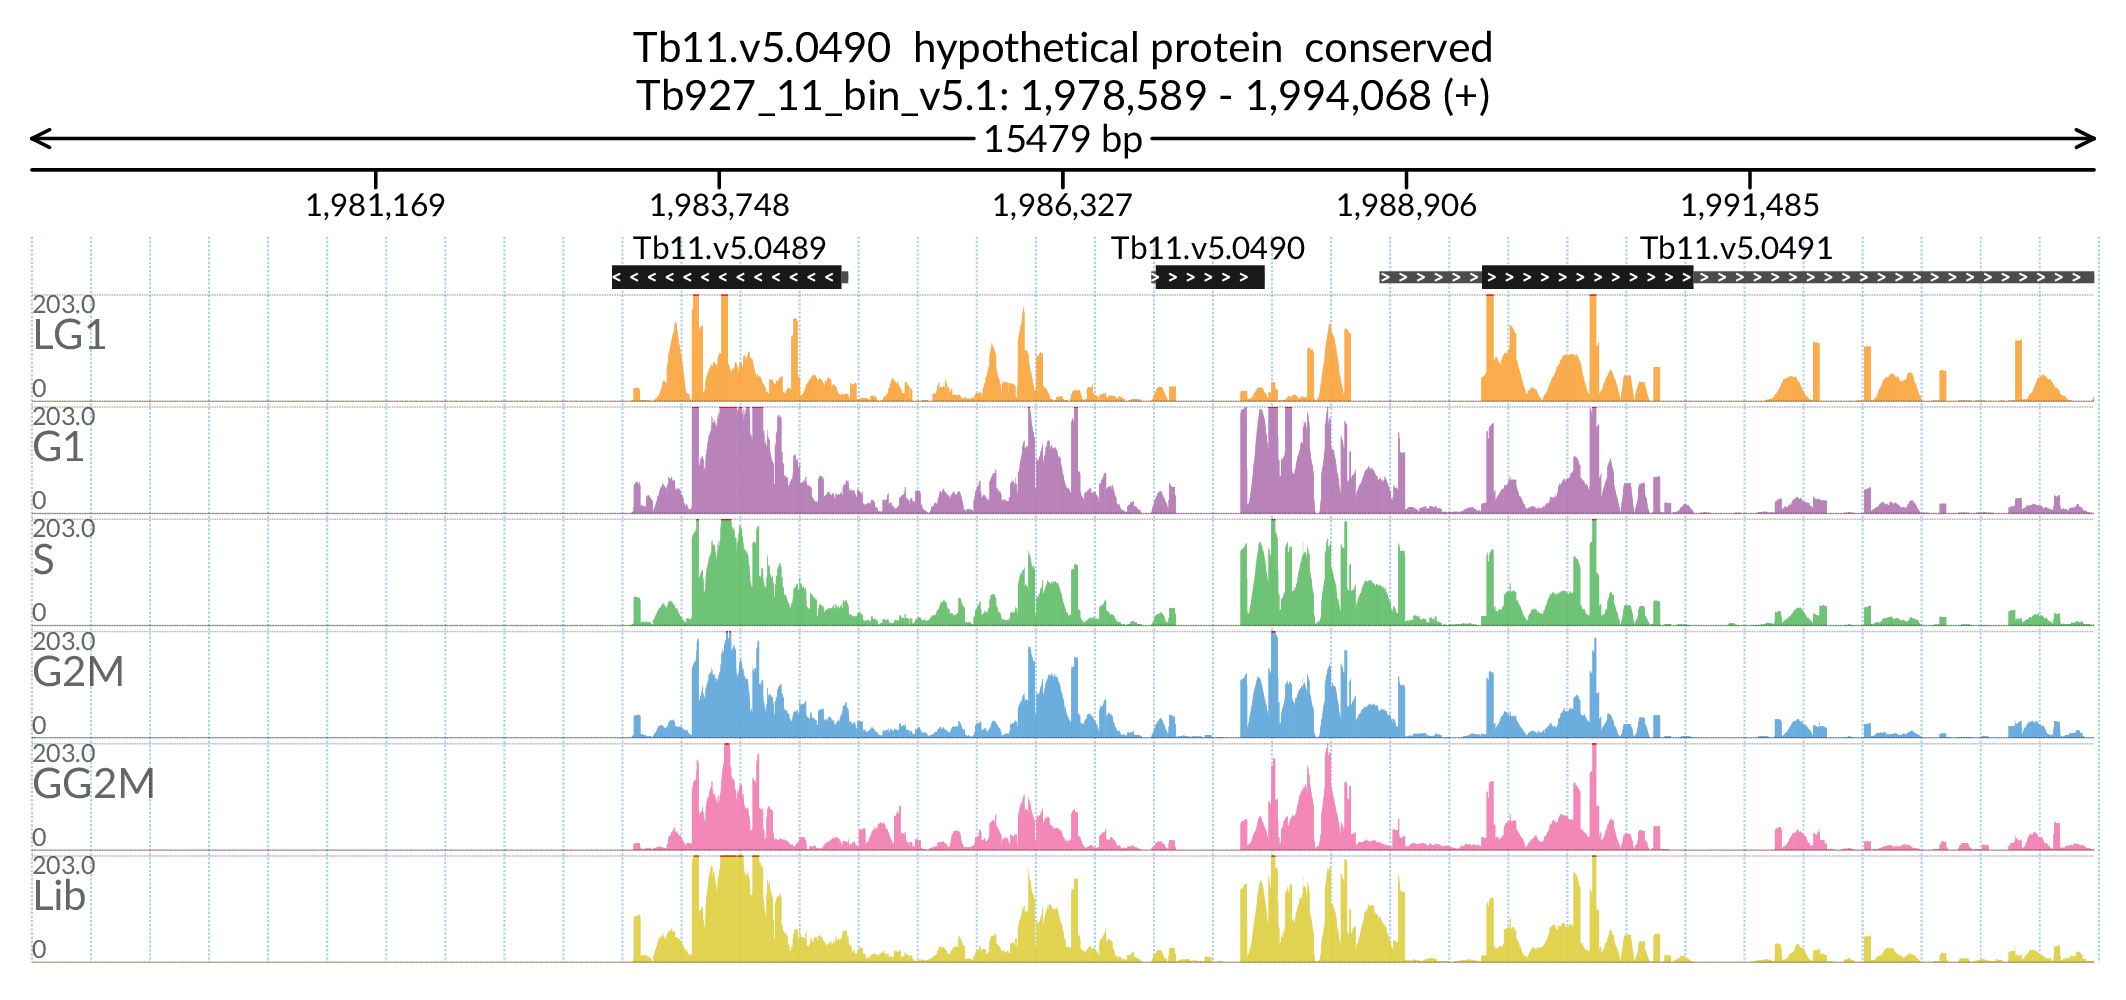 Tb11.v5.0490 hypothetical protein conserved
Tb927_11_bin_v5.1: 1,978,589 - 1,994,068 (+)
15479 bp
1,981,169 1,983,748 1,986,327 1,988,906 1,991,485
Tb11.v5.0489 Tb11.v5.0490 Tb11.v5.0491
203.0
LG1
0
203.0
G1
0
203.0
S
0
203.0
G2M
0
203.0
GG2M
0
203.0
Lib
0